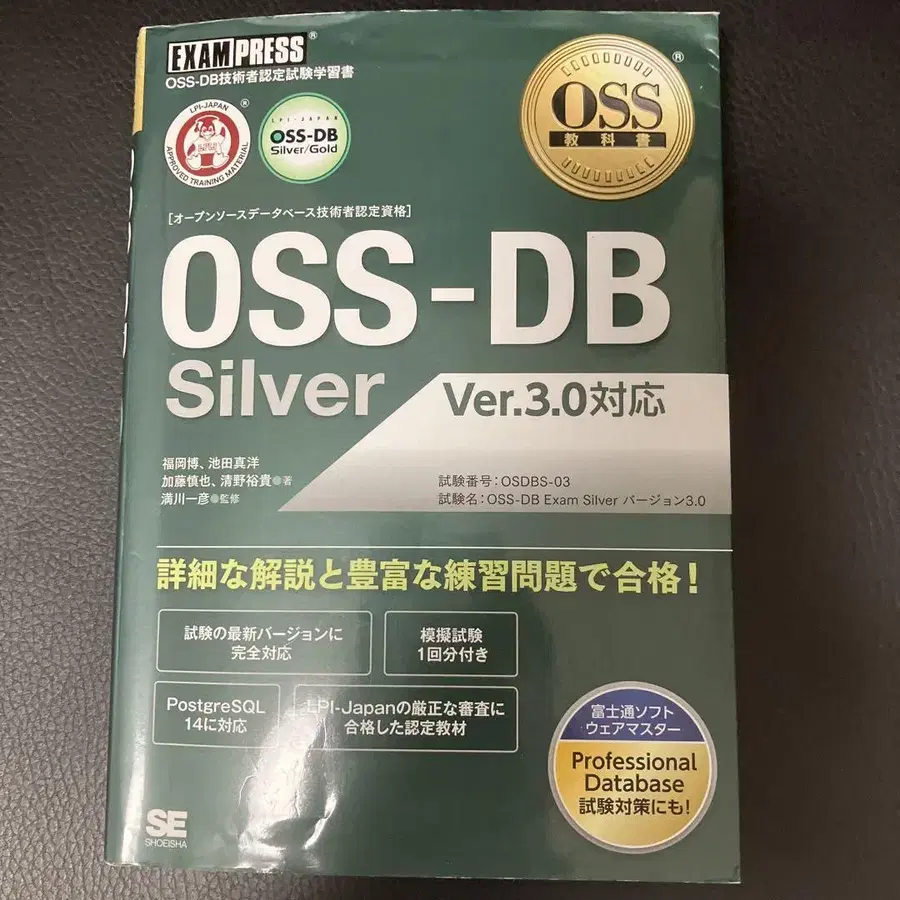 EXAMPRESS®
OSS-DB技術者認定試験学習書
LPI-JAPAN
APPROVED TRAINING MATERIAL
®
LPI-JAPAN
OSS-DB
Silver/Gold
OSS
教科書
®
[オープンソースデータベース技術者認定資格]
OSS-DB
Silver
Ver.3.0対応
福岡博、池田真洋
加藤慎也、清野裕貴●著
満川一彦●監修
試験番号：OSDBS-03
試験名：OSS-DB Exam Silver バージョン3.0
詳細な解説と豊富な練習問題で合格！
試験の最新バージョンに
完全対応
模擬試験
1回分付き
PostgreSQL
14に対応
LPI-Japanの厳正な審査に
合格した認定教材
富士通ソフト
ウェアマスター
Professional
Database
試験対策にも！
SE
SHOEISHA